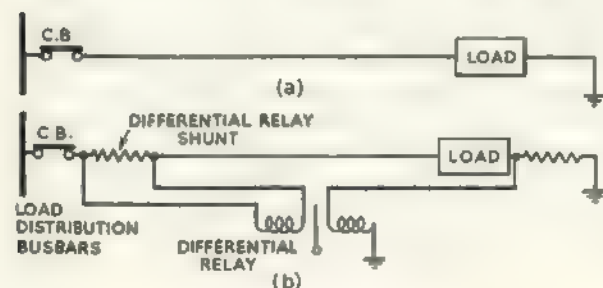 C.B
LOAD
(a)
C.B.
DIFFERENTIAL RELAY
SHUNT
LOAD
LOAD
DISTRIBUTION
BUSBARS
DIFFERENTIAL
RELAY
(b)